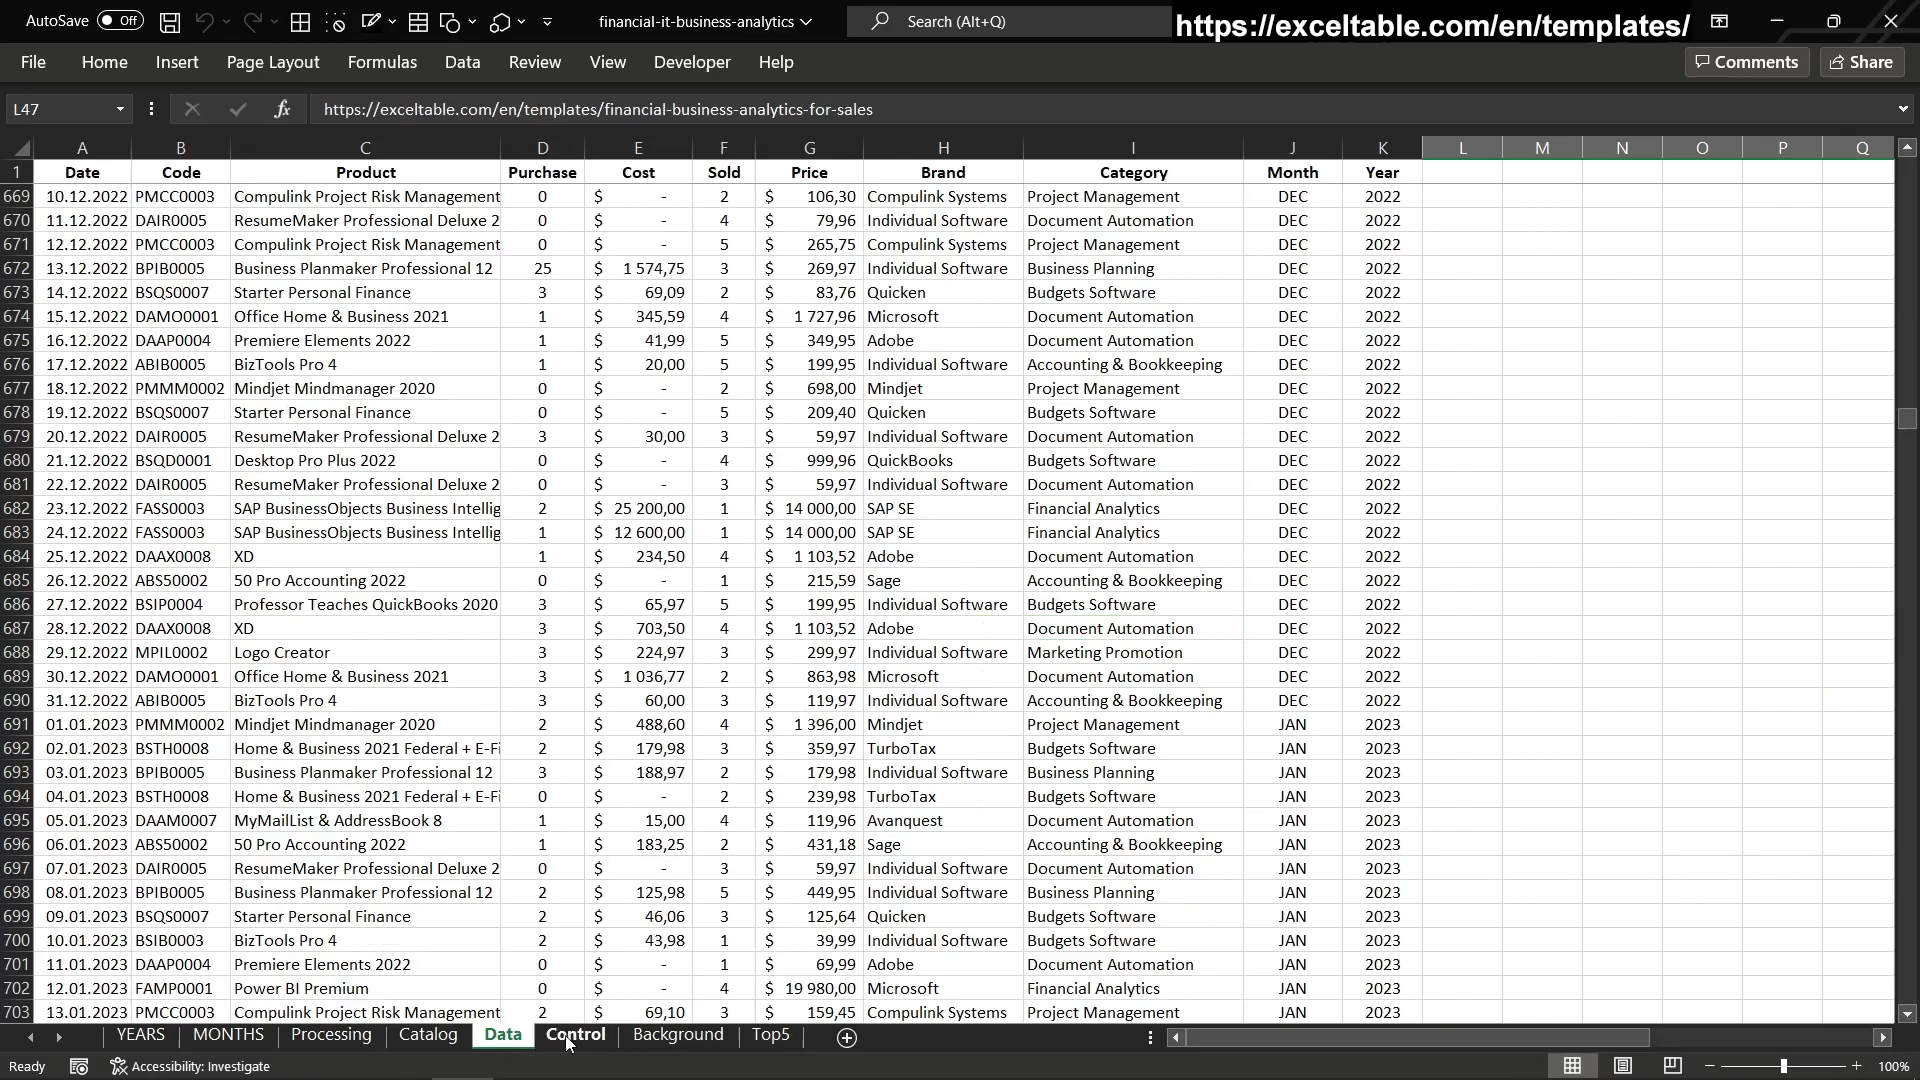 AutoSave Off financial-it-business-analytics Search (Alt+Q) https://exceltable.com/en/templates/
File Home Insert Page Layout Formulas Data Review View Developer Help Comments Share
L47 fx https://exceltable.com/en/templates/financial-business-analytics-for-sales
A B C D E F G H I J K L M N O P Q
1 Date Code Product Purchase Cost Sold Price Brand Category Month Year
669 10.12.2022 PMCC0003 Compulink Project Risk Management 0 $ - 2 $ 106,30 Compulink Systems Project Management DEC 2022
670 11.12.2022 DAIR0005 ResumeMaker Professional Deluxe 2 0 $ - 4 $ 79,96 Individual Software Document Automation DEC 2022
671 12.12.2022 PMCC0003 Compulink Project Risk Management 0 $ - 5 $ 265,75 Compulink Systems Project Management DEC 2022
672 13.12.2022 BPIB0005 Business Planmaker Professional 12 25 $ 1 574,75 3 $ 269,97 Individual Software Business Planning DEC 2022
673 14.12.2022 BSQS0007 Starter Personal Finance 3 $ 69,09 2 $ 83,76 Quicken Budgets Software DEC 2022
674 15.12.2022 DAMO0001 Office Home & Business 2021 1 $ 345,59 4 $ 1 727,96 Microsoft Document Automation DEC 2022
675 16.12.2022 DAAP0004 Premiere Elements 2022 1 $ 41,99 5 $ 349,95 Adobe Document Automation DEC 2022
676 17.12.2022 ABIB0005 BizTools Pro 4 1 $ 20,00 5 $ 199,95 Individual Software Accounting & Bookkeeping DEC 2022
677 18.12.2022 PMMM0002 Mindjet Mindmanager 2020 0 $ - 2 $ 698,00 Mindjet Project Management DEC 2022
678 19.12.2022 BSQS0007 Starter Personal Finance 0 $ - 5 $ 209,40 Quicken Budgets Software DEC 2022
679 20.12.2022 DAIR0005 ResumeMaker Professional Deluxe 2 3 $ 30,00 3 $ 59,97 Individual Software Document Automation DEC 2022
680 21.12.2022 BSQD0001 Desktop Pro Plus 2022 0 $ - 4 $ 999,96 QuickBooks Budgets Software DEC 2022
681 22.12.2022 DAIR0005 ResumeMaker Professional Deluxe 2 0 $ - 3 $ 59,97 Individual Software Document Automation DEC 2022
682 23.12.2022 FASS0003 SAP BusinessObjects Business Intellig 2 $ 25 200,00 1 $ 14 000,00 SAP SE Financial Analytics DEC 2022
683 24.12.2022 FASS0003 SAP BusinessObjects Business Intellig 1 $ 12 600,00 1 $ 14 000,00 SAP SE Financial Analytics DEC 2022
684 25.12.2022 DAAX0008 XD 1 $ 234,50 4 $ 1 103,52 Adobe Document Automation DEC 2022
685 26.12.2022 ABS50002 50 Pro Accounting 2022 0 $ - 1 $ 215,59 Sage Accounting & Bookkeeping DEC 2022
686 27.12.2022 BSIP0004 Professor Teaches QuickBooks 2020 3 $ 65,97 5 $ 199,95 Individual Software Budgets Software DEC 2022
687 28.12.2022 DAAX0008 XD 3 $ 703,50 4 $ 1 103,52 Adobe Document Automation DEC 2022
688 29.12.2022 MPIL0002 Logo Creator 3 $ 224,97 3 $ 299,97 Individual Software Marketing Promotion DEC 2022
689 30.12.2022 DAMO0001 Office Home & Business 2021 3 $ 1 036,77 2 $ 863,98 Microsoft Document Automation DEC 2022
690 31.12.2022 ABIB0005 BizTools Pro 4 3 $ 60,00 3 $ 119,97 Individual Software Accounting & Bookkeeping DEC 2022
691 01.01.2023 PMMM0002 Mindjet Mindmanager 2020 2 $ 488,60 4 $ 1 396,00 Mindjet Project Management JAN 2023
692 02.01.2023 BSTH0008 Home & Business 2021 Federal + E-Fi 2 $ 179,98 3 $ 359,97 TurboTax Budgets Software JAN 2023
693 03.01.2023 BPIB0005 Business Planmaker Professional 12 3 $ 188,97 2 $ 179,98 Individual Software Business Planning JAN 2023
694 04.01.2023 BSTH0008 Home & Business 2021 Federal + E-Fi 0 $ - 2 $ 239,98 TurboTax Budgets Software JAN 2023
695 05.01.2023 DAAM0007 MyMailList & AddressBook 8 1 $ 15,00 4 $ 119,96 Avanquest Document Automation JAN 2023
696 06.01.2023 ABS50002 50 Pro Accounting 2022 1 $ 183,25 2 $ 431,18 Sage Accounting & Bookkeeping JAN 2023
697 07.01.2023 DAIR0005 ResumeMaker Professional Deluxe 2 0 $ - 3 $ 59,97 Individual Software Document Automation JAN 2023
698 08.01.2023 BPIB0005 Business Planmaker Professional 12 2 $ 125,98 5 $ 449,95 Individual Software Business Planning JAN 2023
699 09.01.2023 BSQS0007 Starter Personal Finance 2 $ 46,06 3 $ 125,64 Quicken Budgets Software JAN 2023
700 10.01.2023 BSIB0003 BizTools Pro 4 2 $ 43,98 1 $ 39,99 Individual Software Budgets Software JAN 2023
701 11.01.2023 DAAP0004 Premiere Elements 2022 0 $ - 1 $ 69,99 Adobe Document Automation JAN 2023
702 12.01.2023 FAMP0001 Power BI Premium 0 $ - 4 $ 19 980,00 Microsoft Financial Analytics JAN 2023
703 13.01.2023 PMCC0003 Compulink Project Risk Management 2 $ 69,10 3 $ 159,45 Compulink Systems Project Management JAN 2023
YEARS MONTHS Processing Catalog Data Control Background Top5
Ready Accessibility: Investigate 100%